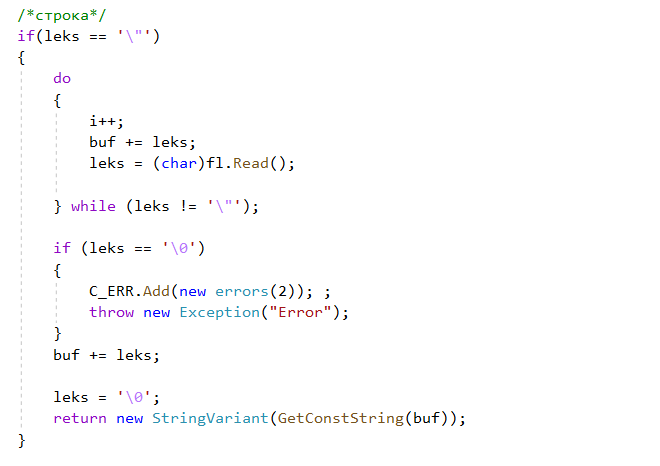 /*строка*/
if(leks == '\"')
{
do
{
i++;
buf += leks;
leks = (char)fl.Read();
} while (leks != '\"');
if (leks == '\0')
{
C_ERR.Add(new errors(2)); ;
throw new Exception("Error");
}
buf += leks;
leks = '\0';
return new StringVariant(GetConstString(buf));
}